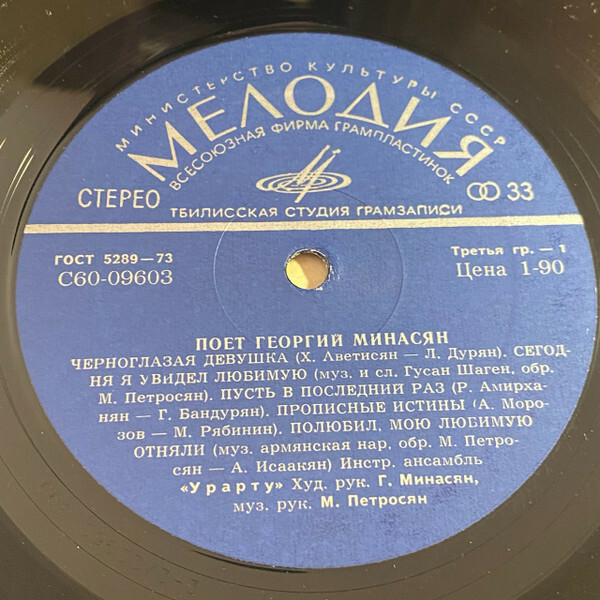 МИНИСТЕРСТВО КУЛЬТУРЫ СССР
МЕЛОДИЯ
ВСЕСОЮЗНАЯ ФИРМА ГРАМПЛАСТИНОК
СТЕРЕО
33
ТБИЛИССКАЯ СТУДИЯ ГРАМЗАПИСИ
ГОСТ 5289—73
Третья гр. — 1
С60-09603
Цена 1-90
ПОЕТ ГЕОРГИЙ МИНАСЯН
ЧЕРНОГЛАЗАЯ ДЕВУШКА (Х. Аветисян — Л. Дурян). СЕГОД-
НЯ Я УВИДЕЛ ЛЮБИМУЮ (муз. и сл. Гусан Шаген, обр.
М. Петросян). ПУСТЬ В ПОСЛЕДНИЙ РАЗ (Р. Амирха-
нян — Г. Бандурян). ПРОПИСНЫЕ ИСТИНЫ (А. Моро-
зов — М. Рябинин). ПОЛЮБИЛ, МОЮ ЛЮБИМУЮ
ОТНЯЛИ (муз. армянская нар. обр. М. Петро-
сян — А. Исаакян) Инстр. ансамбль
«Урарту» Худ. рук. Г. Минасян,
муз. рук. М. Петросян